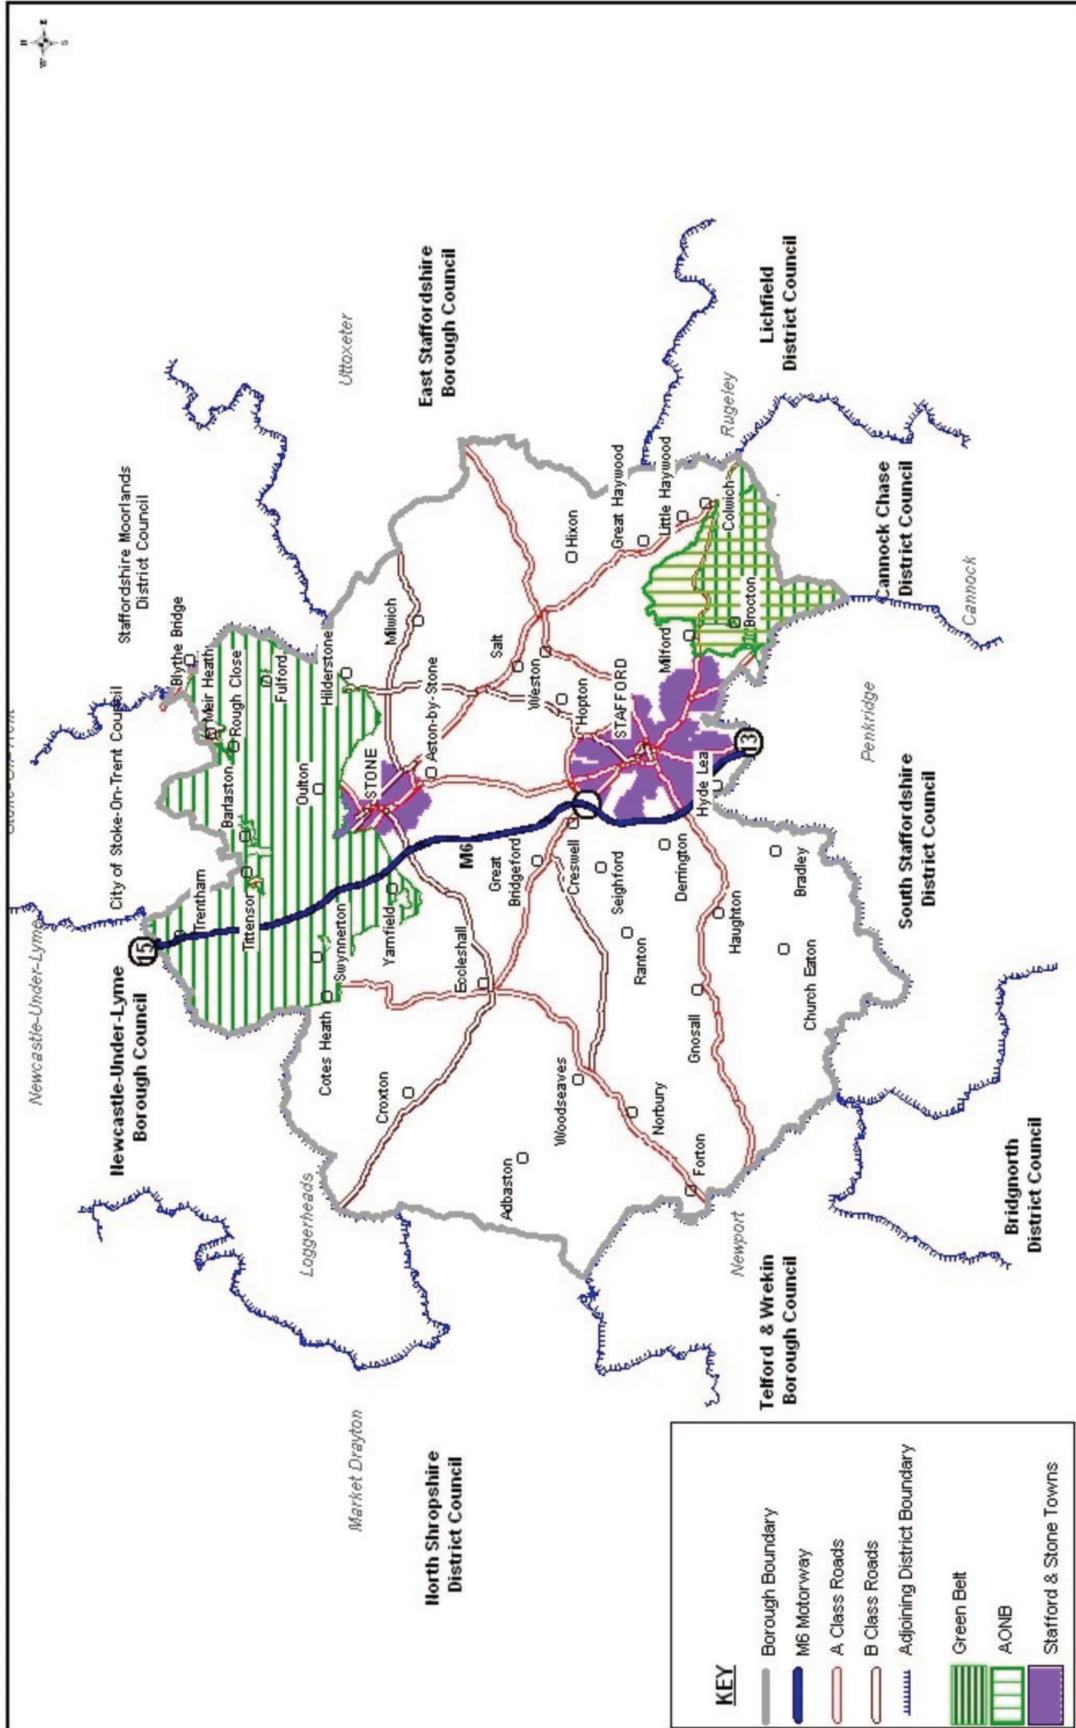 Newcastle-Under-Lyme
Newcastle-Under-Lyme
Borough Council
City of Stoke-On-Trent Council
Staffordshire Moorlands
District Council
15
Trentham
Barlaston
Meir Heath
Rough Close
Blythe Bridge
Tittensor
Fulford
Oulton
Hilderstone
Cotes Heath
Swynnerton
Yarnfield
STONE
Uttoxeter
Loggerheads
Croxton
Eccleshall
M6
Aston-by-Stone
Milwich
East Staffordshire
Borough Council
Market Drayton
North Shropshire
District Council
Adbaston
Woodseaves
Great
Bridgeford
Creswell
Salt
Weston
Hopton
Hixon
Seighford
Ranton
Derrington
STAFFORD
Great Haywood
Little Haywood
Norbury
Forton
Gnosall
Haughton
Hyde Lea
Milford
Brocton
Colwich
Rugeley
Lichfield
District Council
Newport
Church Eaton
Bradley
13
Telford & Wrekin
Borough Council
Penkridge
Cannock Chase
District Council
Cannock
South Staffordshire
District Council
Bridgnorth
District Council
KEY
Borough Boundary
M6 Motorway
A Class Roads
B Class Roads
Adjoining District Boundary
Green Belt
AONB
Stafford & Stone Towns